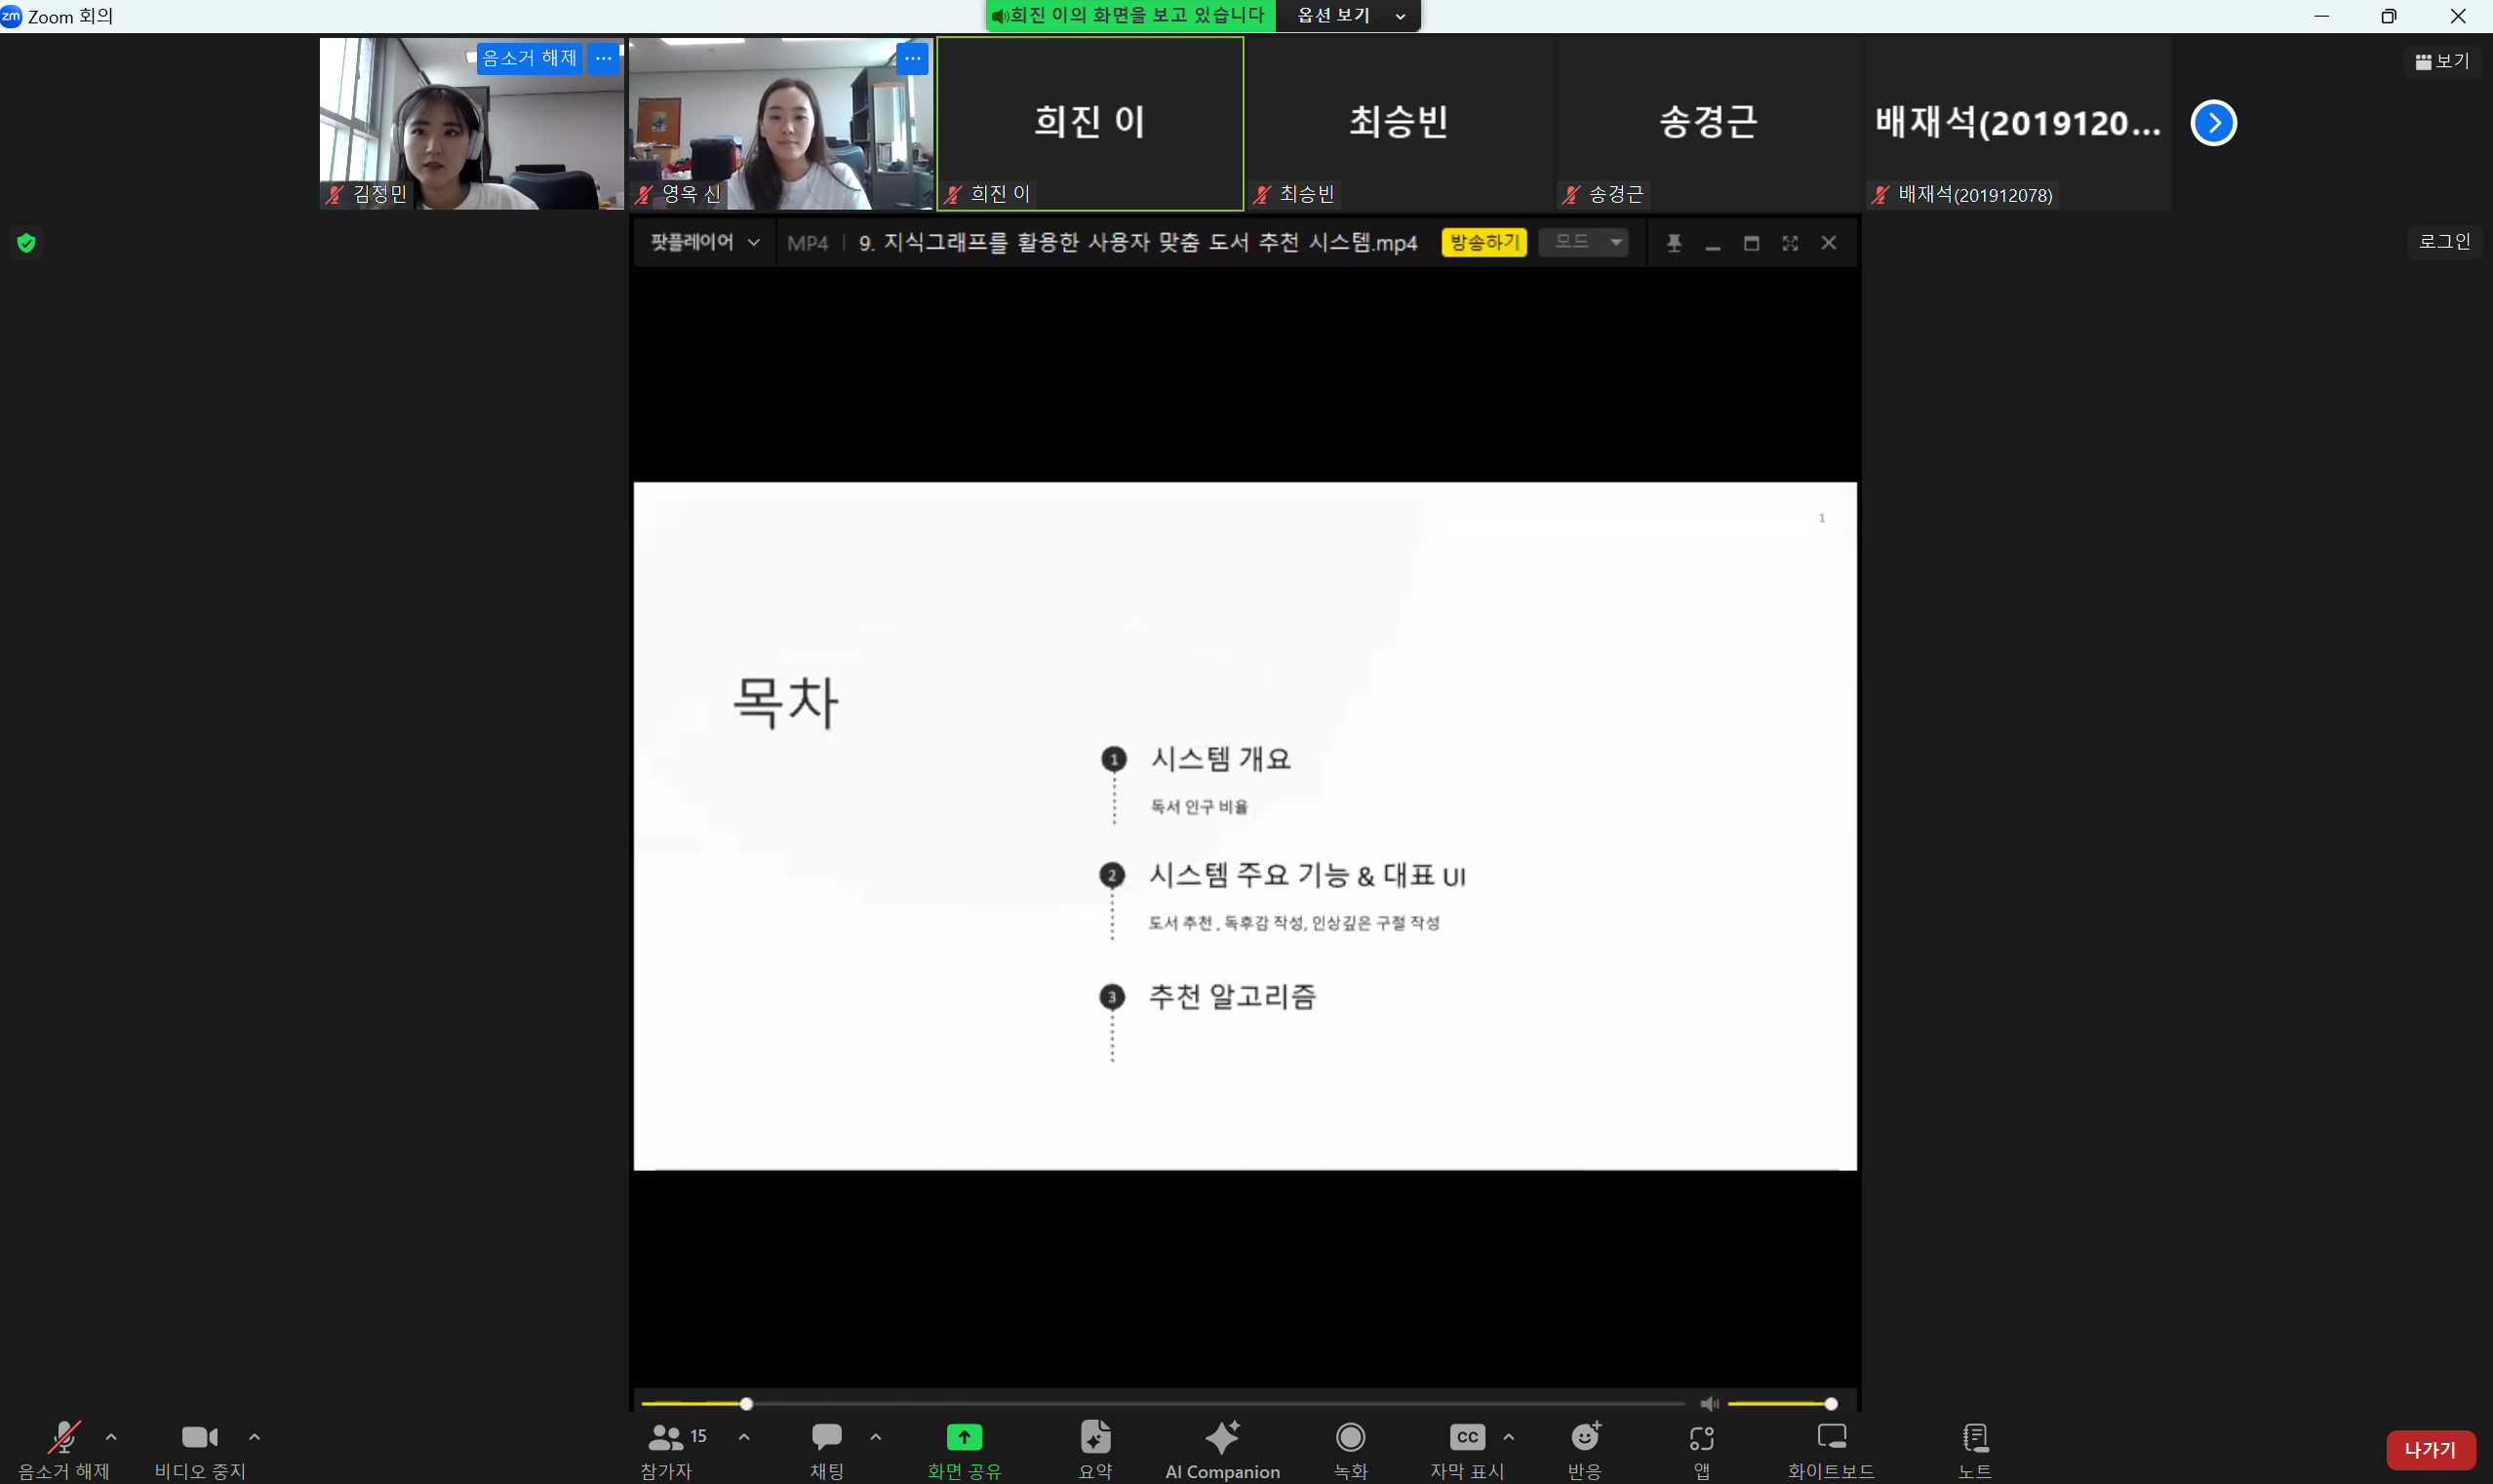 zm Zoom 회의
희진 이의 화면을 보고 있습니다 옵션 보기
음소거 해제 ...
...
희진 이
최승빈
송경근
배재석(2019120...
보기
김정민
영옥 신
희진 이
최승빈
송경근
배재석(201912078)
팟플레이어 MP4 9. 지식그래프를 활용한 사용자 맞춤 도서 추천 시스템.mp4 방송하기 모드
로그인
1
목차
1 시스템 개요
독서 인구 비율
2 시스템 주요 기능 & 대표 UI
도서 추천 , 독후감 작성, 인상깊은 구절 작성
3 추천 알고리즘
15
CC
음소거 해제 비디오 중지 참가자 채팅 화면 공유 요약 AI Companion 녹화 자막 표시 반응 앱 화이트보드 노트
나가기